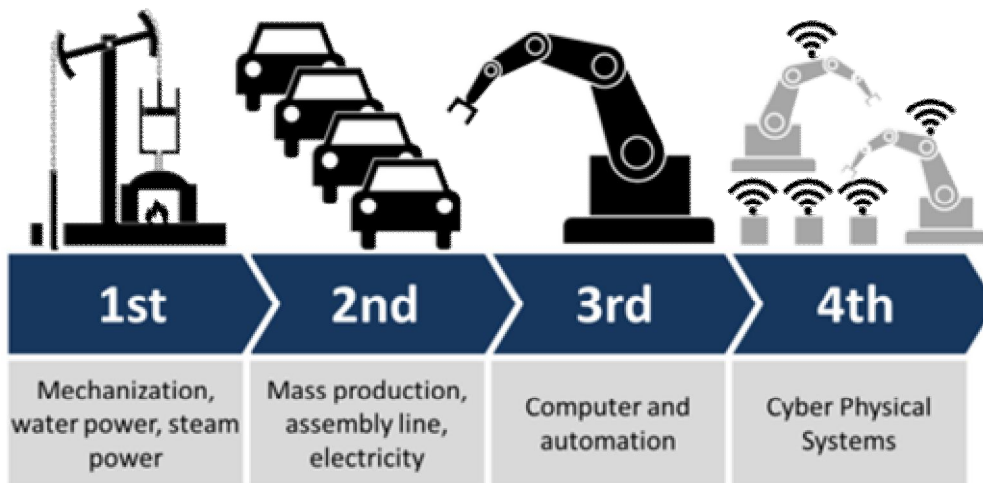 1st
2nd
3rd
4th
Mechanization,
water power, steam
power
Mass production,
assembly line,
electricity
Computer and
automation
Cyber Physical
Systems